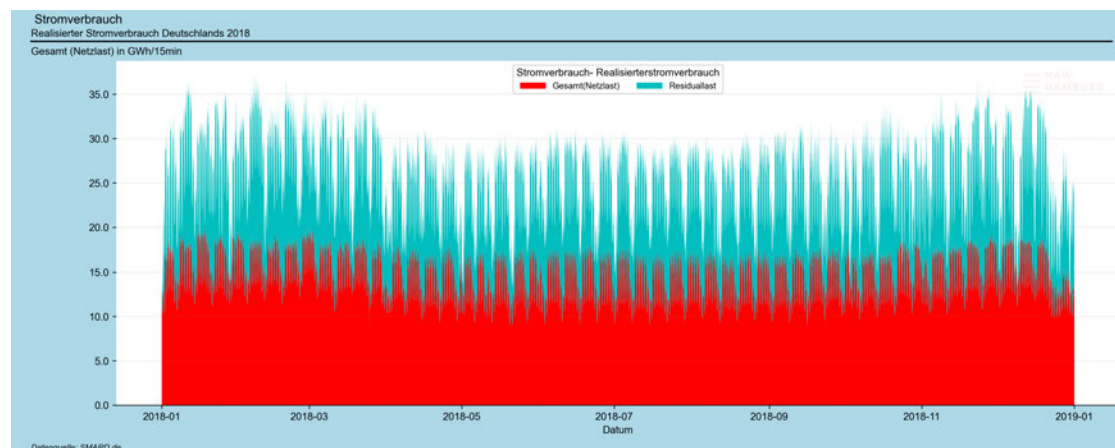 Stromverbrauch
Realisierter Stromverbrauch Deutschlands 2018
Gesamt (Netzlast) in GWh/15min
Stromverbrauch- Realisierterstromverbrauch
Gesamt(Netzlast) Residuallast
HAW
HAMBURG
35.0
30.0
25.0
20.0
15.0
10.0
5.0
0.0
2018-01 2018-03 2018-05 2018-07 2018-09 2018-11 2019-01
Datum
Datenquelle: SMARD.de